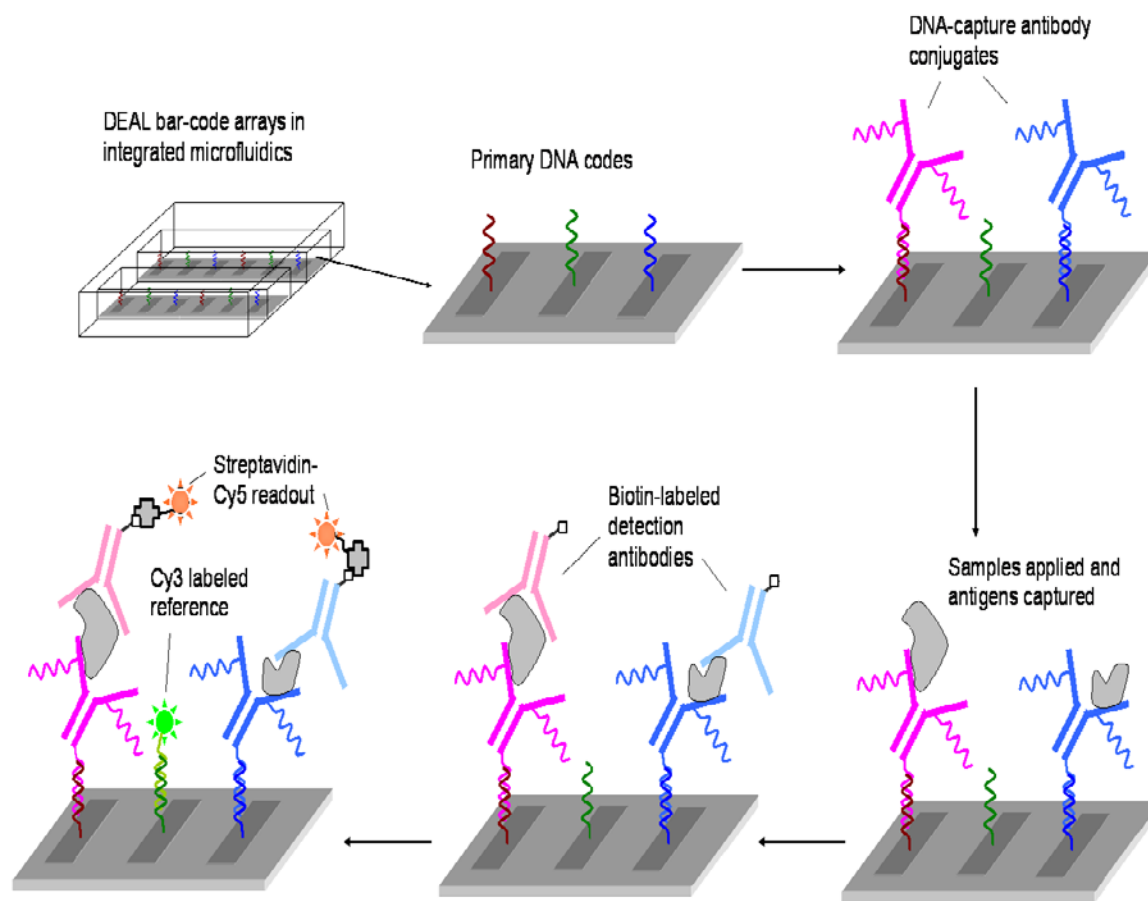 DEAL bar-code arrays in
integrated microfluidics
Primary DNA codes
DNA-capture antibody
conjugates
Streptavidin-
Cy5 readout
Cy3 labeled
reference
Biotin-labeled
detection
antibodies
Samples applied and
antigens captured